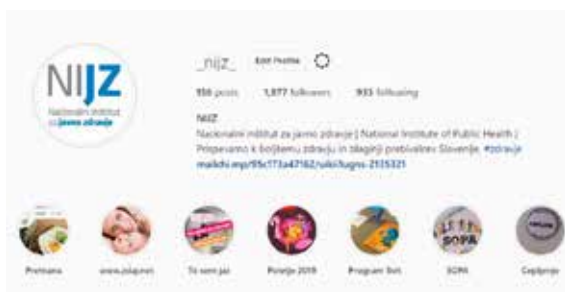 NIJZ
Nacionalni inštitut
za javno zdravje
_nijz_ Edit Profile
956 posts 1,877 followers 933 following
NIJZ
Nacionalni inštitut za javno zdravje | National Institute of Public Health |
Prispevamo k boljšemu zdravju in blaginji prebivalcev Slovenije. #zdravje
Prehrana
www.zdaj.net
To sem jaz
Poletje 2019
Program Svit
SOPA
SOPA
Cepljenje